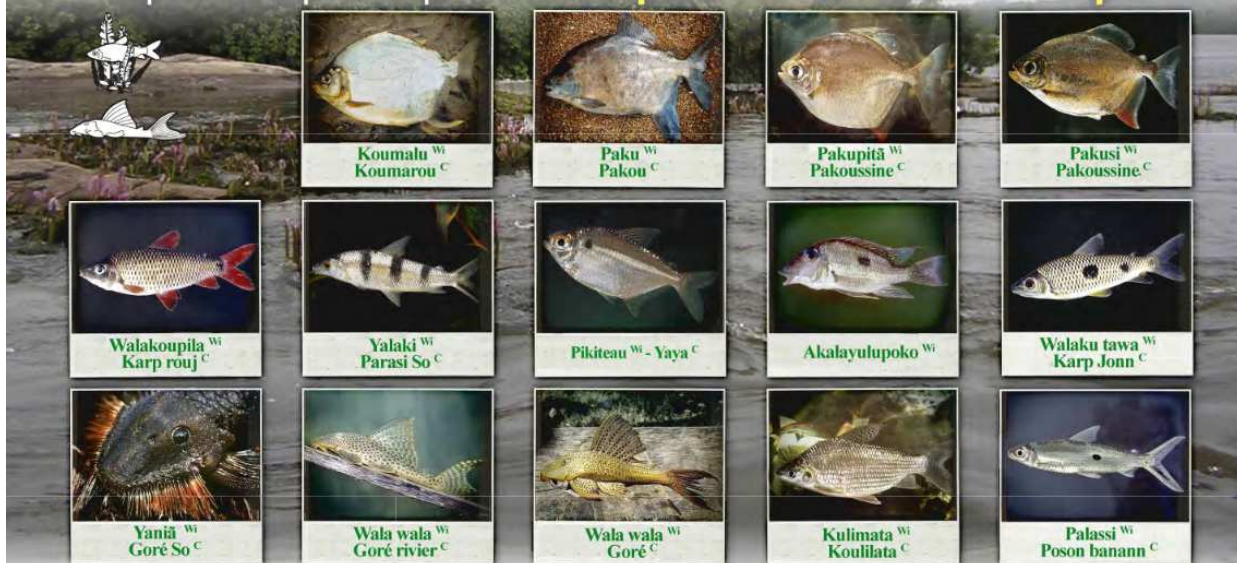 Koumalu Wi
Koumarou C
Paku Wi
Pakou C
Pakupitã Wi
Pakoussine C
Pakusi Wi
Pakoussine C
Walakoupila Wi
Karp rouj C
Yalaki Wi
Parasi So C
Pikiteau Wi - Yaya C
Akalayulupoko Wi
Walaku tawa Wi
Karp Jonn C
Yaniã Wi
Goré So C
Wala wala Wi
Goré rivier C
Wala wala Wi
Goré C
Kulimata Wi
Koulilata C
Palassi Wi
Poson banann C